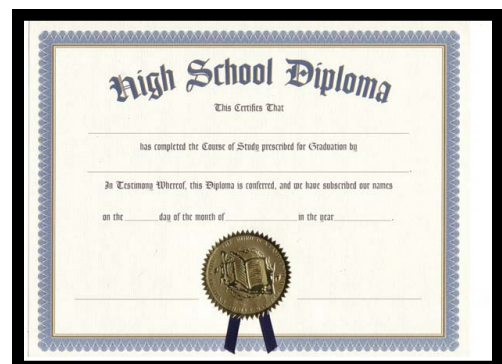 High School Diploma
This Certifies That
has completed the Course of Study prescribed for Graduation by
In Testimony Whereof, this Diploma is conferred, and we have subscribed our names
on the day of the month of in the year .